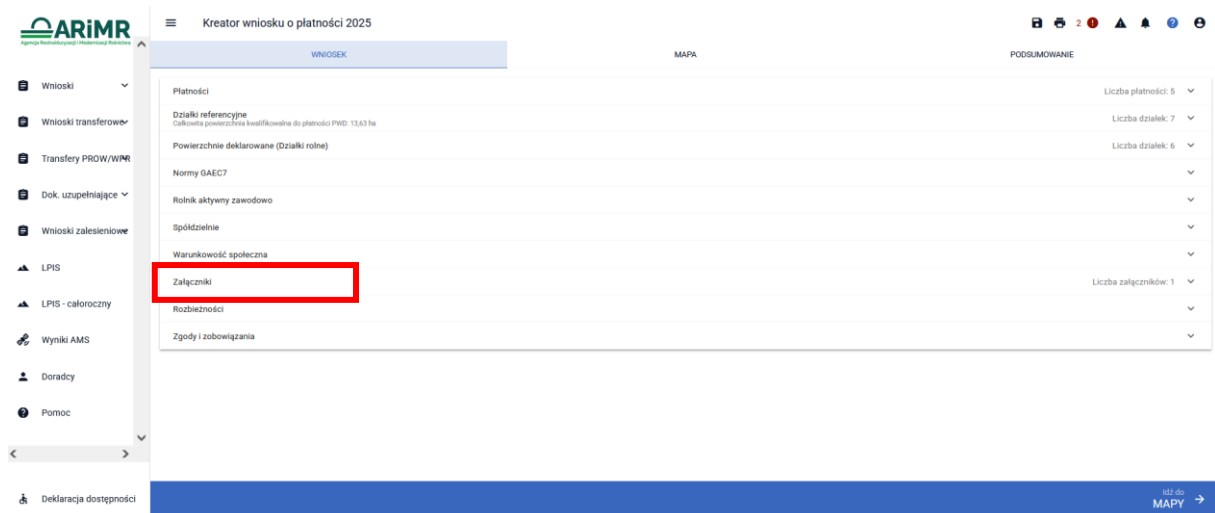 ARiMR
Agencja Restrukturyzacji i Modernizacji Rolnictwa
Kreator wniosku o płatności 2025
2
WNIOSEK
MAPA
PODSUMOWANIE
Wnioski
Wnioski transferowe
Transfery PROW/WPR
Dok. uzupełniające
Wnioski zalesieniowe
LPIS
LPIS - całoroczny
Wyniki AMS
Doradcy
Pomoc
Deklaracja dostępności
Płatności
Liczba płatności: 5
Działki referencyjne
Całkowita powierzchnia kwalifikowalna do płatności PWD: 13,63 ha
Liczba działek: 7
Powierzchnie deklarowane (Działki rolne)
Liczba działek: 6
Normy GAEC7
Rolnik aktywny zawodowo
Spółdzielnie
Warunkowość społeczna
Załączniki
Liczba załączników: 1
Rozbieżności
Zgody i zobowiązania
Idź do
MAPY